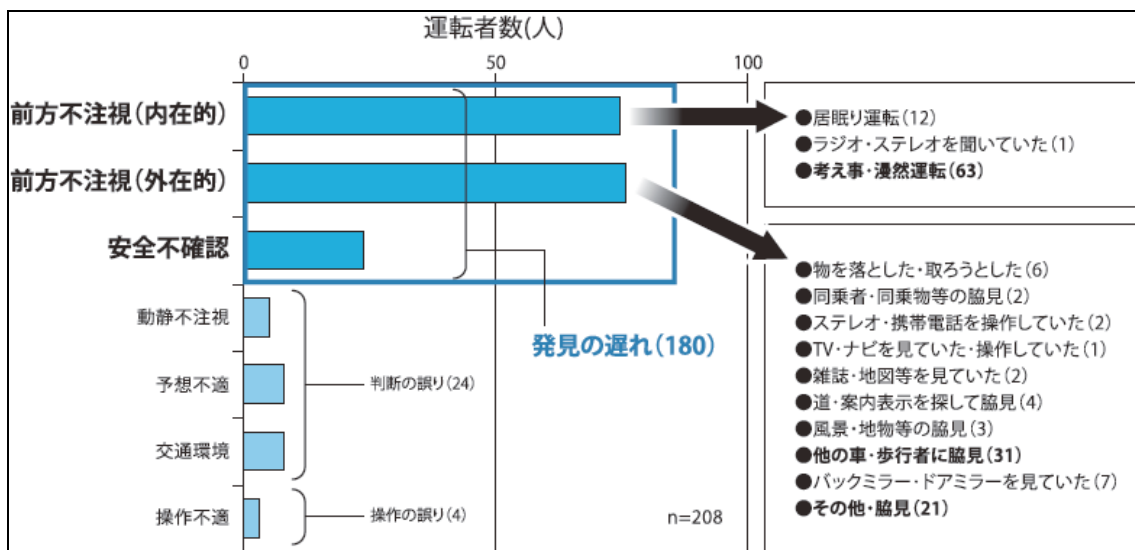 運転者数(人)
0
50
100
前方不注視(内在的)
前方不注視(外在的)
安全不確認
動静不注視
予想不適
交通環境
操作不適
発見の遅れ(180)
判断の誤り(24)
操作の誤り(4)
n=208
●居眠り運転(12)
●ラジオ・ステレオを聞いていた(1)
●考え事・漫然運転(63)
●物を落とした・取ろうとした(6)
●同乗者・同乗物等の脇見(2)
●ステレオ・携帯電話を操作していた(2)
●TV・ナビを見ていた・操作していた(1)
●雑誌・地図等を見ていた(2)
●道・案内表示を探して脇見(4)
●風景・地物等の脇見(3)
●他の車・歩行者に脇見(31)
●バックミラー・ドアミラーを見ていた(7)
●その他・脇見(21)